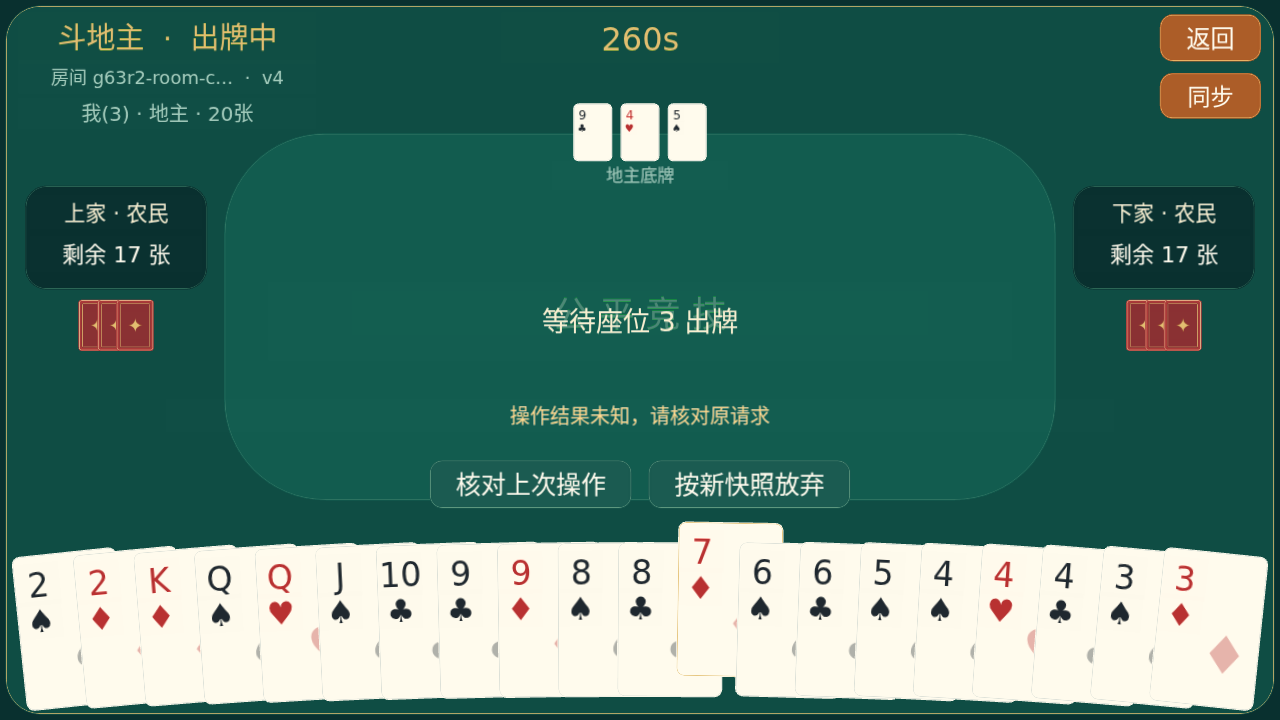 斗地主 · 出牌中
房间 g63r2-room-c... · v4
我(3) · 地主 · 20张
260s
返回
同步
9 4 5
♣ ♥ ♠
地主底牌
上家 · 农民
剩余 17 张
下家 · 农民
剩余 17 张
公平竞技
等待座位 3 出牌
操作结果未知，请核对原请求
核对上次操作
按新快照放弃
2 2 K Q Q J 10 9 9 8 8 7 6 6 5 4 4 4 3 3
♠ ♦ ♦ ♠ ♥ ♠ ♣ ♣ ♦ ♠ ♣ ♦ ♠ ♣ ♠ ♠ ♥ ♣ ♠ ♦